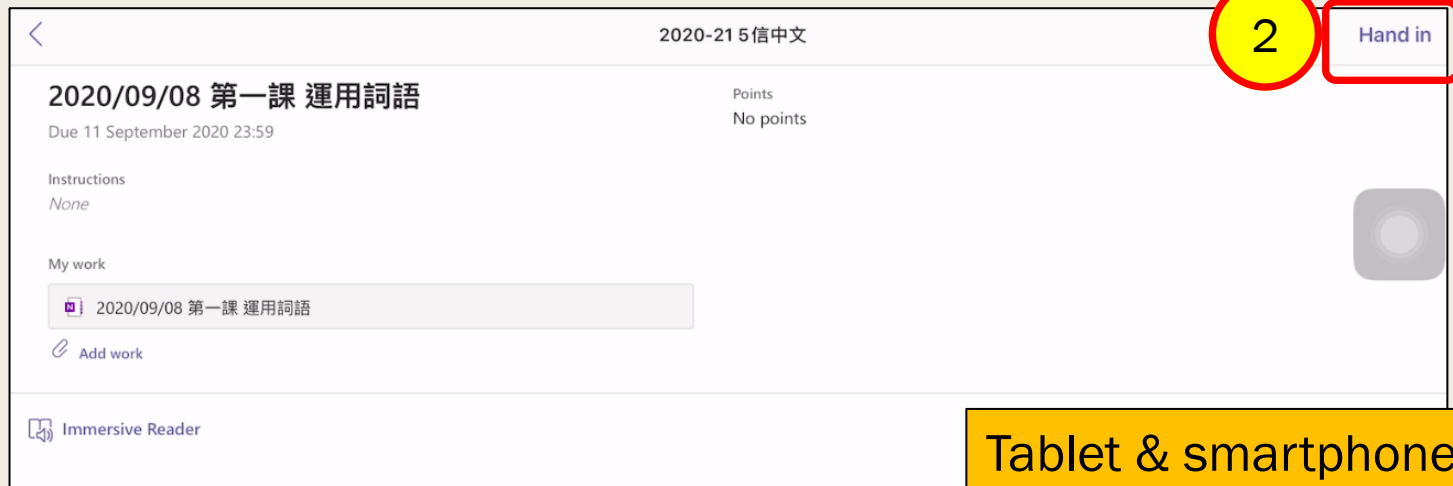 2020-21 5信中文
2
Hand in
2020/09/08 第一課 運用詞語
Due 11 September 2020 23:59
Points
No points
Instructions
None
My work
2020/09/08 第一課 運用詞語
Add work
Immersive Reader
Tablet & smartphone